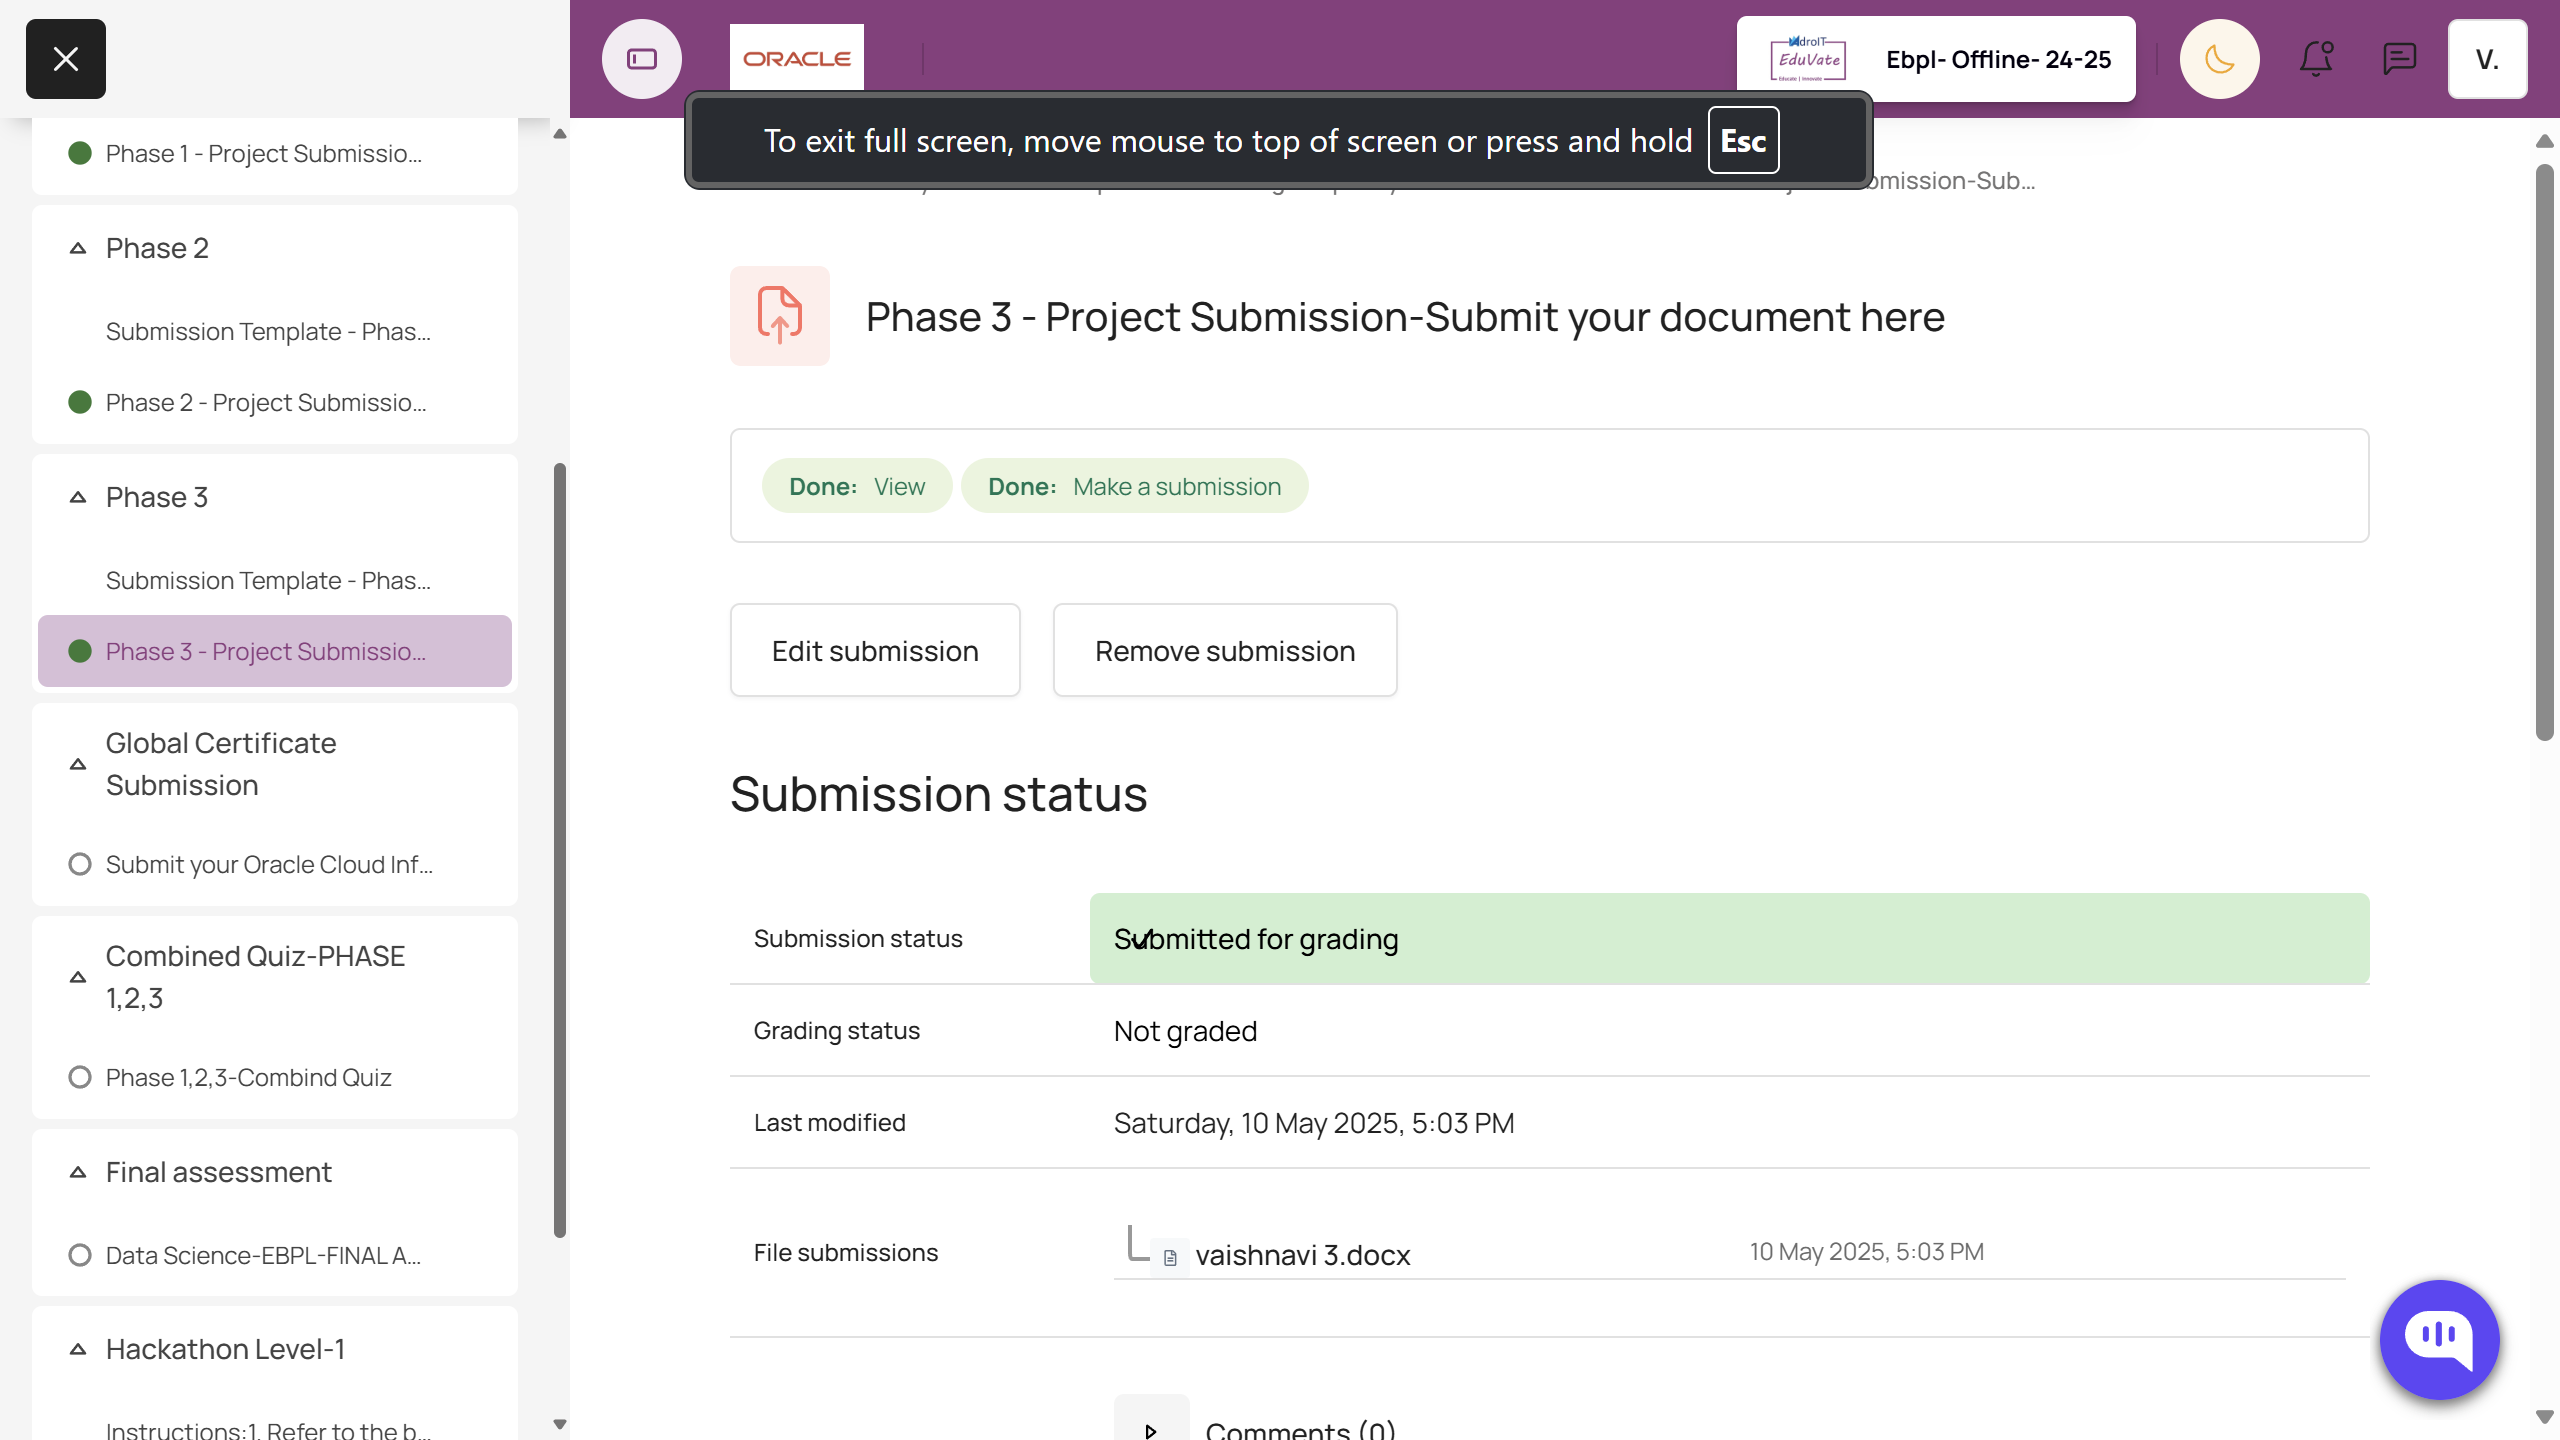 ORACLE
MadroIT
EduVate
Educate | Innovate
Ebpl- Offline- 24-25
V.
To exit full screen, move mouse to top of screen or press and hold Esc
Phase 1 - Project Submissio...
Phase 2
Submission Template - Phas...
Phase 2 - Project Submissio...
Phase 3
Submission Template - Phas...
Phase 3 - Project Submissio...
Global Certificate
Submission
Submit your Oracle Cloud Inf...
Combined Quiz-PHASE
1,2,3
Phase 1,2,3-Combind Quiz
Final assessment
Data Science-EBPL-FINAL A...
Hackathon Level-1
Instructions:1. Refer to the b...
Phase 3 - Project Submission-Submit your document here
Done: View
Done: Make a submission
Edit submission
Remove submission
Submission status
Submission status
Submitted for grading
Grading status
Not graded
Last modified
Saturday, 10 May 2025, 5:03 PM
File submissions
vaishnavi 3.docx
10 May 2025, 5:03 PM
Comments (0)